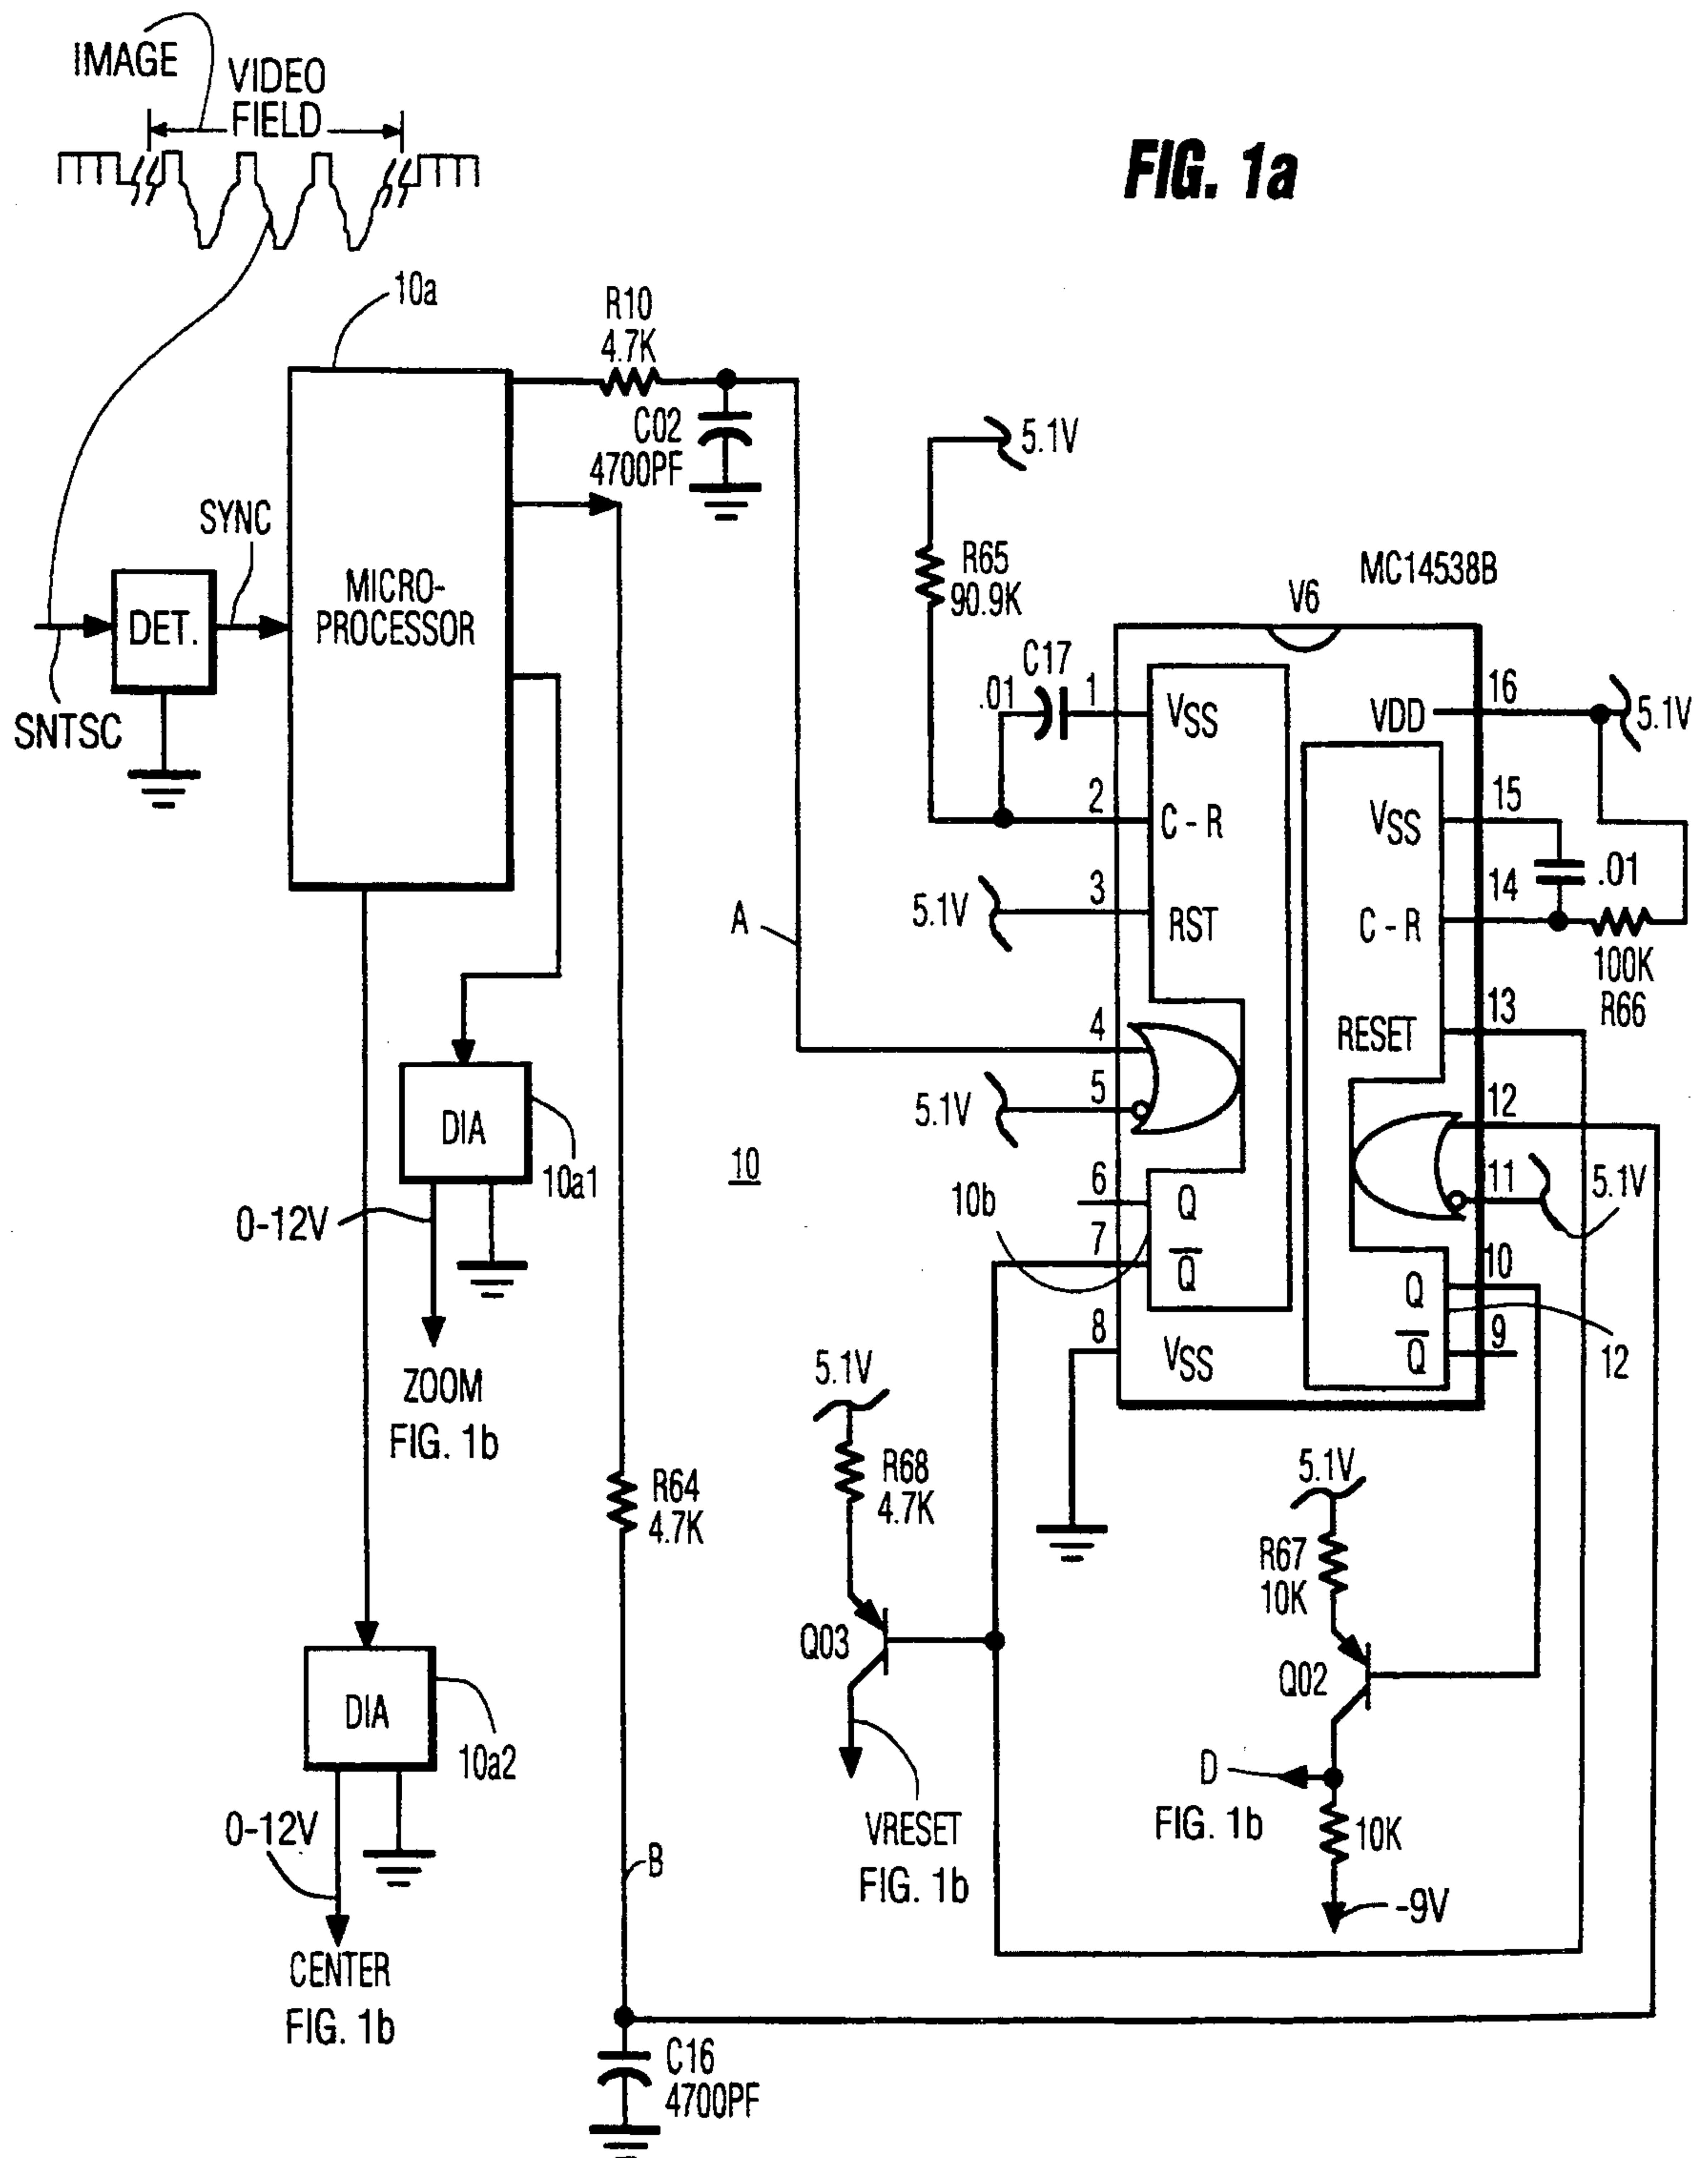 FIG. 1a
IMAGE
VIDEO
FIELD
10a
R10
4.7K
C02
4700PF
SYNC
DET.
SNTSC
MICRO-
PROCESSOR
5.1V
R65
90.9K
MC14538B
V6
C17
.01
1
VSS
2
C - R
5.1V
3
RST
A
4
5.1V
5
6
Q
7
Q
8
VSS
10b
10
VDD
16
5.1V
VSS
15
.01
14
C - R
100K
R66
13
RESET
12
11
5.1V
10
Q
9
Q
12
DIA
10a1
0-12V
ZOOM
FIG. 1b
R64
4.7K
5.1V
R68
4.7K
Q03
VRESET
FIG. 1b
5.1V
R67
10K
Q02
D
FIG. 1b
10K
-9V
DIA
10a2
0-12V
CENTER
FIG. 1b
B
C16
4700PF